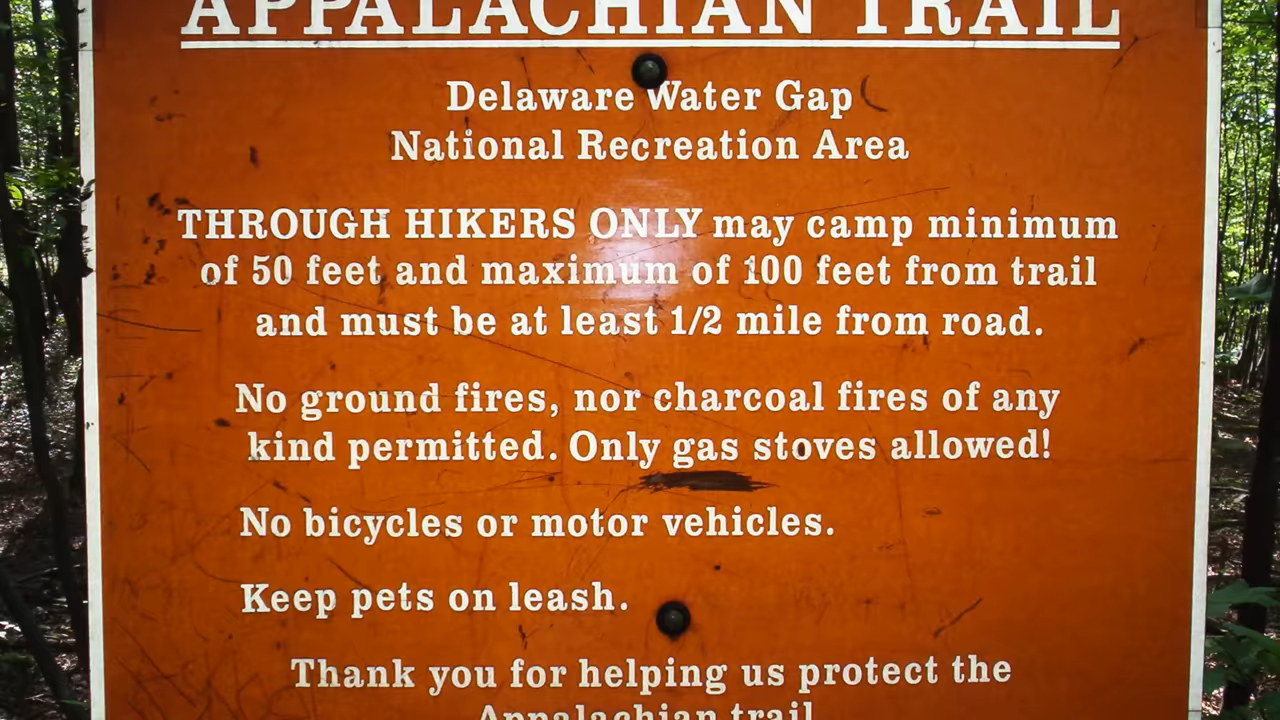 APPALACHIAN TRAIL
Delaware Water Gap
National Recreation Area
THROUGH HIKERS ONLY may camp minimum
of 50 feet and maximum of 100 feet from trail
and must be at least 1/2 mile from road.
No ground fires, nor charcoal fires of any
kind permitted. Only gas stoves allowed!
No bicycles or motor vehicles.
Keep pets on leash.
Thank you for helping us protect the
Appalachian trail